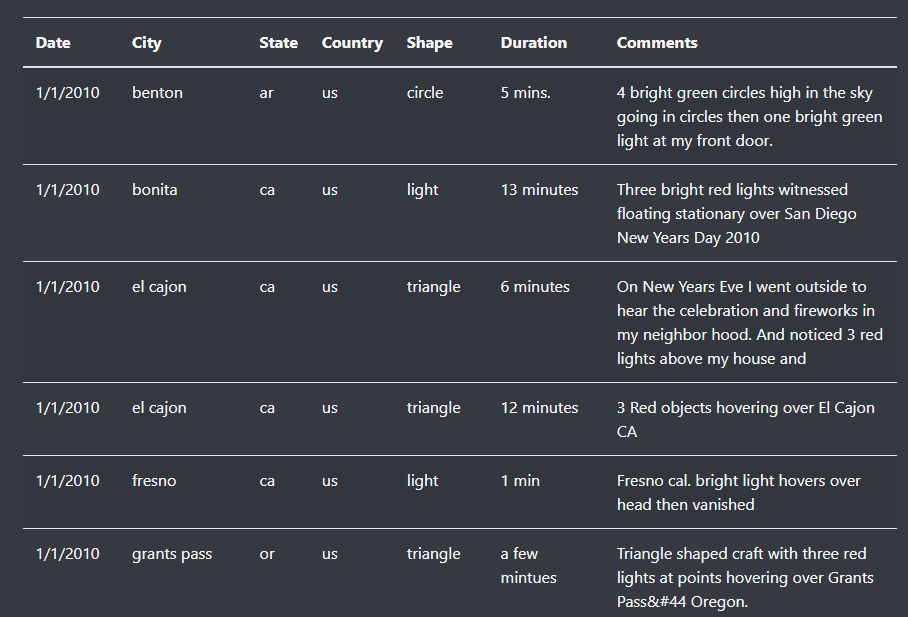 Date City State Country Shape Duration Comments
1/1/2010 benton ar us circle 5 mins. 4 bright green circles high in the sky
going in circles then one bright green
light at my front door.
1/1/2010 bonita ca us light 13 minutes Three bright red lights witnessed
floating stationary over San Diego
New Years Day 2010
1/1/2010 el cajon ca us triangle 6 minutes On New Years Eve I went outside to
hear the celebration and fireworks in
my neighbor hood. And noticed 3 red
lights above my house and
1/1/2010 el cajon ca us triangle 12 minutes 3 Red objects hovering over El Cajon
CA
1/1/2010 fresno ca us light 1 min Fresno cal. bright light hovers over
head then vanished
1/1/2010 grants pass or us triangle a few Triangle shaped craft with three red
mintues lights at points hovering over Grants
Pass&#44 Oregon.